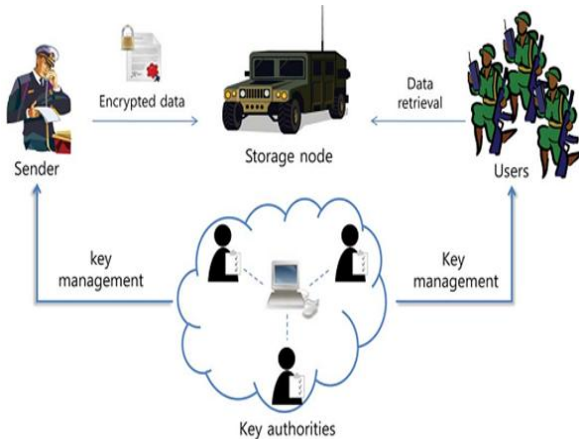 Encrypted data
Data
retrieval
Storage node
Sender
Users
key
management
Key
management
Key authorities